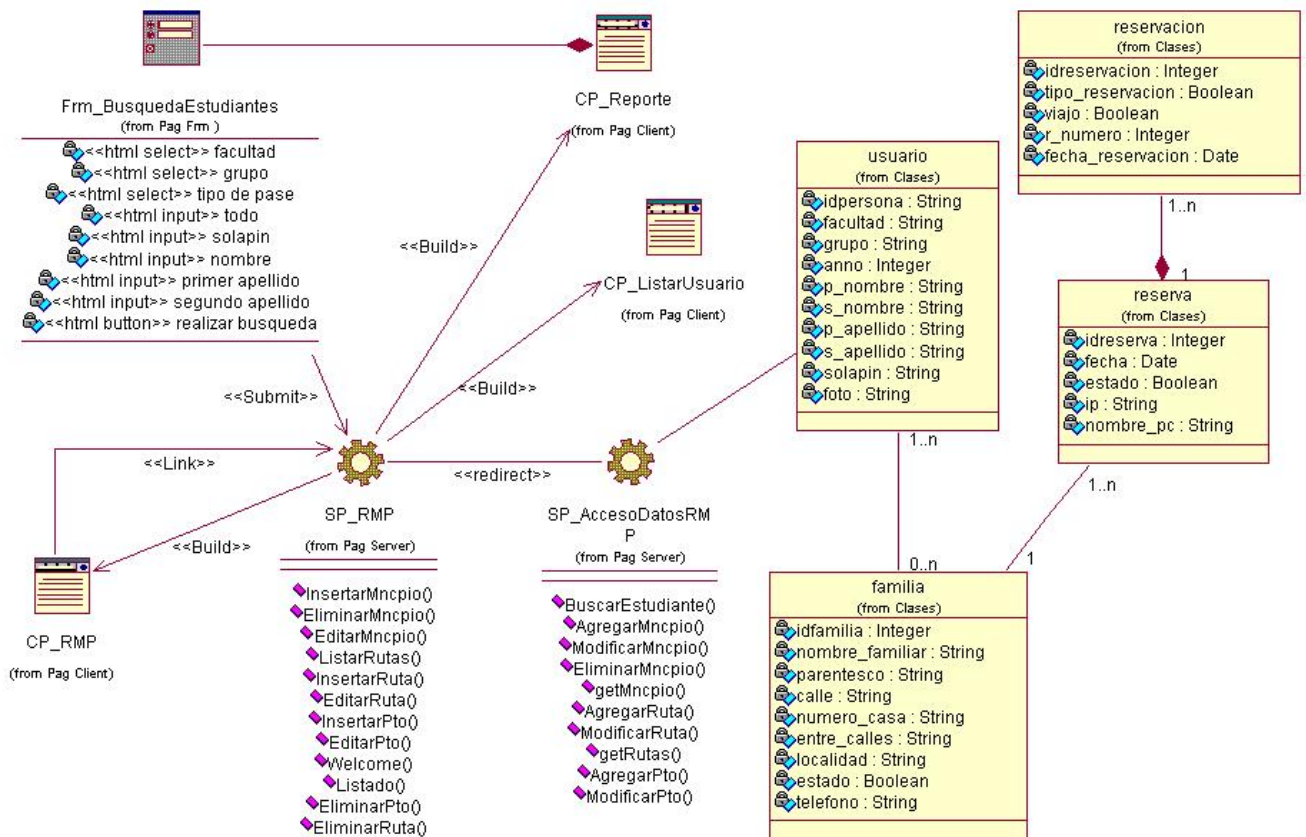 Frm_BusquedaEstudiantes
(from Pag Frm )
<<html select>> facultad
<<html select>> grupo
<<html select>> tipo de pase
<<html input>> todo
<<html input>> solapin
<<html input>> nombre
<<html input>> primer apellido
<<html input>> segundo apellido
<<html button>> realizar busqueda
CP_Reporte
(from Pag Client)
<<Build>>
CP_ListarUsuario
(from Pag Client)
<<Build>>
<<Submit>>
<<Link>>
<<Build>>
<<redirect>>
CP_RMP
(from Pag Client)
SP_RMP
(from Pag Server)
InsertarMncpio()
EliminarMncpio()
EditarMncpio()
ListarRutas()
InsertarRuta()
EditarRuta()
InsertarPto()
EditarPto()
Welcome()
Listado()
EliminarPto()
EliminarRuta()
SP_AccesoDatosRM
P
(from Pag Server)
BuscarEstudiante()
AgregarMncpio()
ModificarMncpio()
EliminarMncpio()
getMncpio()
AgregarRuta()
ModificarRuta()
getRutas()
AgregarPto()
ModificarPto()
usuario
(from Clases)
idpersona : String
facultad : String
grupo : String
anno : Integer
p_nombre : String
s_nombre : String
p_apellido : String
s_apellido : String
solapin : String
foto : String
1..n
0..n
reservacion
(from Clases)
idreservacion : Integer
tipo_reservacion : Boolean
viajo : Boolean
r_numero : Integer
fecha_reservacion : Date
1..n
1
reserva
(from Clases)
idreserva : Integer
fecha : Date
estado : Boolean
ip : String
nombre_pc : String
1..n
1
familia
(from Clases)
idfamilia : Integer
nombre_familiar : String
parentesco : String
calle : String
numero_casa : String
entre_calles : String
localidad : String
estado : Boolean
telefono : String